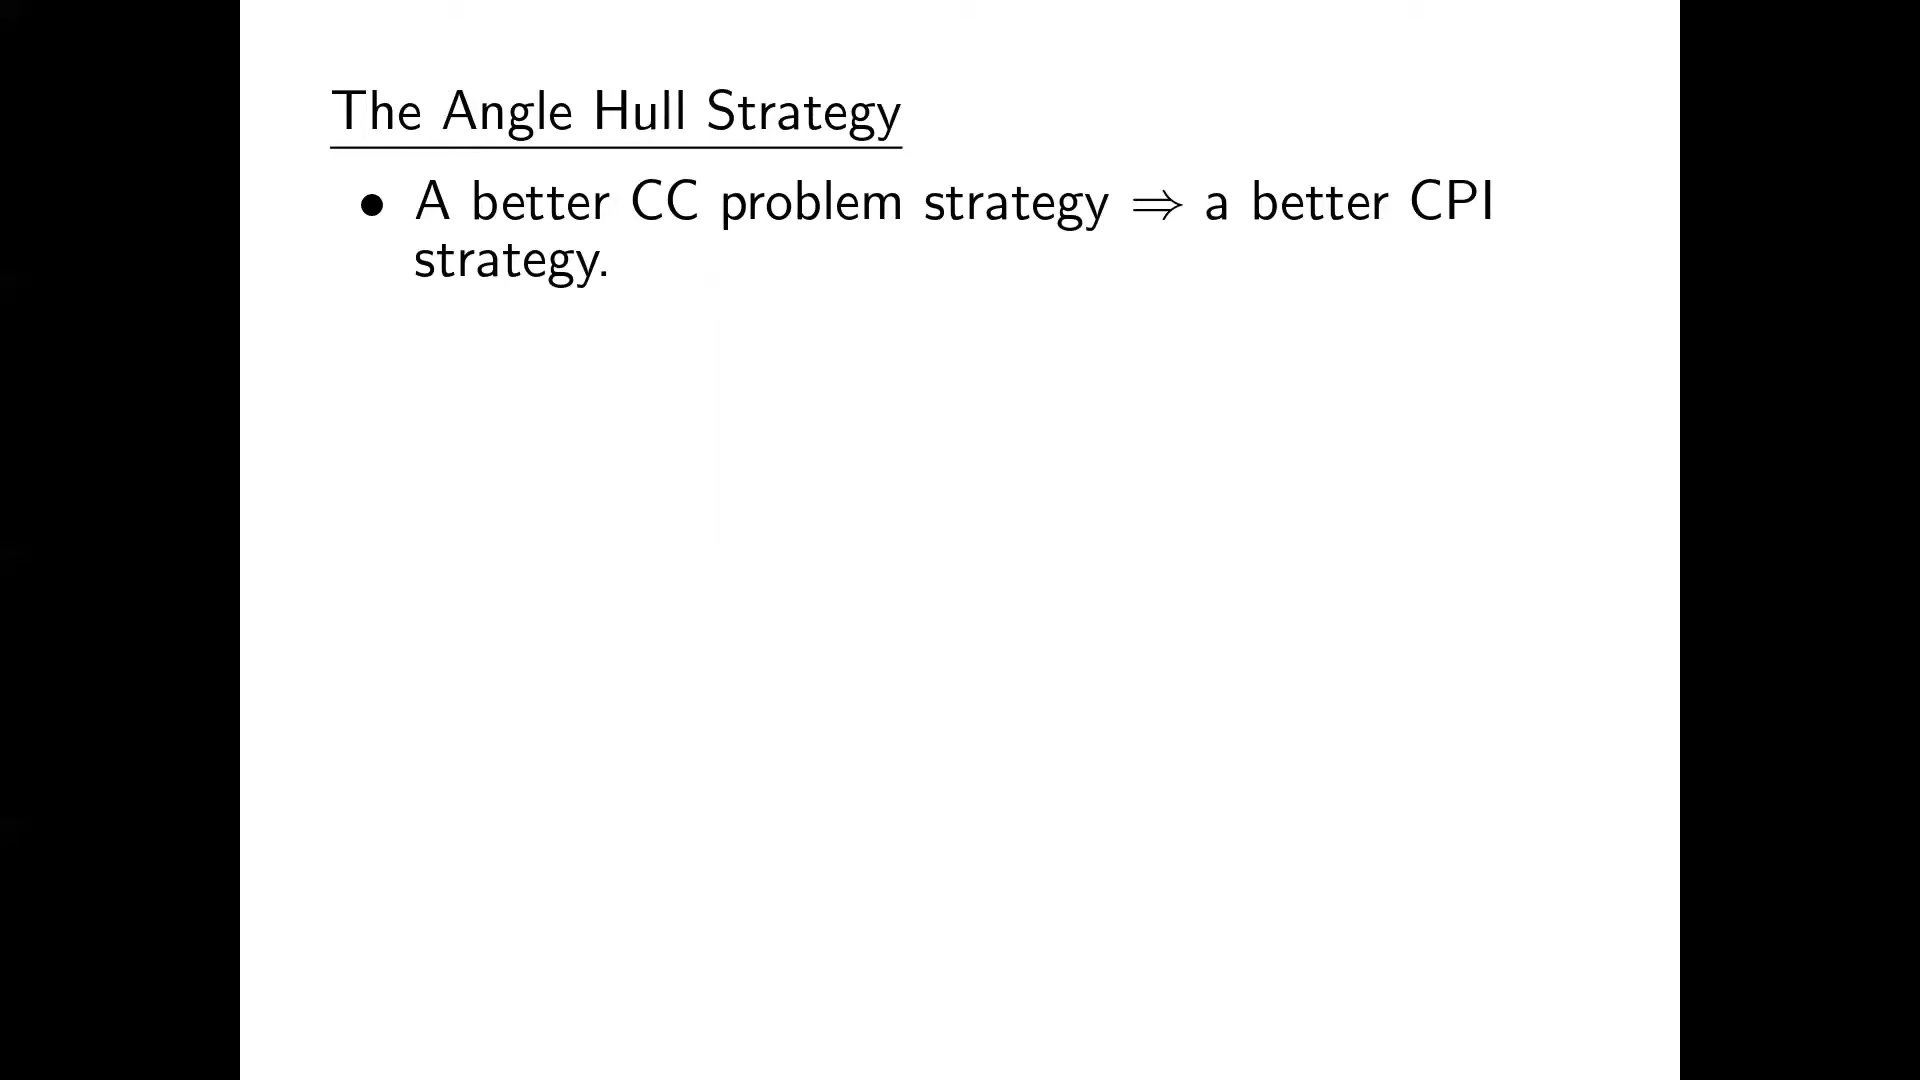 The Angle Hull Strategy
• A better CC problem strategy ⇒ a better CPI
strategy.